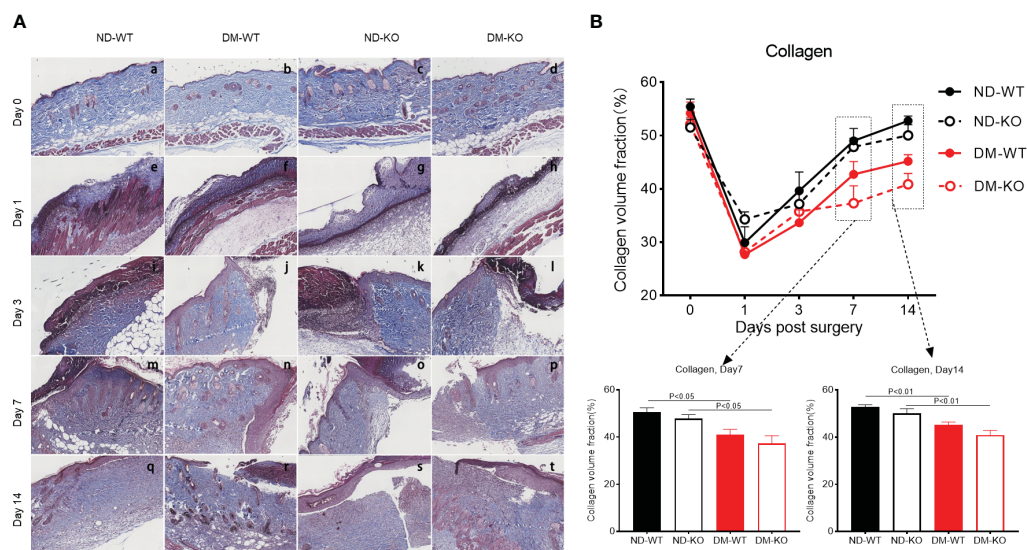 A
ND-WT DM-WT ND-KO DM-KO
Day 0
a b c d
Day 1
e f g h
Day 3
i j k l
Day 7
m n o p
Day 14
q r s t
B
Collagen
Collagen volume fraction(%)
60
50
40
30
20
0 1 3 7 14
Days post surgery
ND-WT
ND-KO
DM-WT
DM-KO
Collagen, Day7
Collagen volume fraction(%)
60
40
20
0
P<0.05
P<0.05
ND-WT ND-KO DM-WT DM-KO
Collagen, Day14
Collagen volume fraction(%)
60
40
20
0
P<0.01
P<0.01
ND-WT ND-KO DM-WT DM-KO